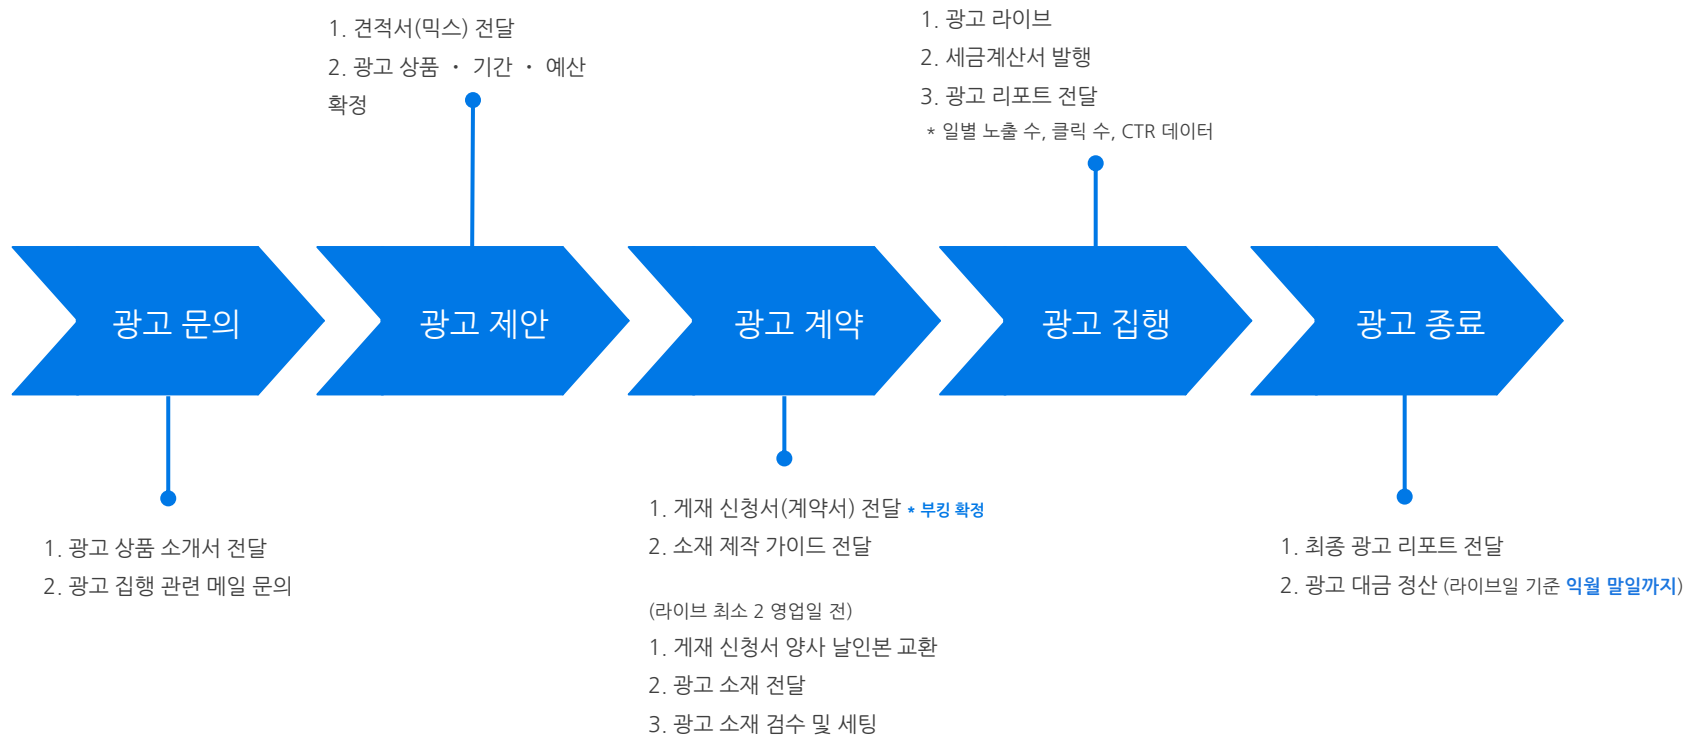 1. 견적서(믹스) 전달
2. 광고 상품 · 기간 · 예산
확정
1. 광고 라이브
2. 세금계산서 발행
3. 광고 리포트 전달
* 일별 노출 수, 클릭 수, CTR 데이터
광고 문의
광고 제안
광고 계약
광고 집행
광고 종료
1. 광고 상품 소개서 전달
2. 광고 집행 관련 메일 문의
1. 게재 신청서(계약서) 전달 * 부킹 확정
2. 소재 제작 가이드 전달
(라이브 최소 2 영업일 전)
1. 게재 신청서 양사 날인본 교환
2. 광고 소재 전달
3. 광고 소재 검수 및 세팅
1. 최종 광고 리포트 전달
2. 광고 대금 정산 (라이브일 기준 익월 말일까지)